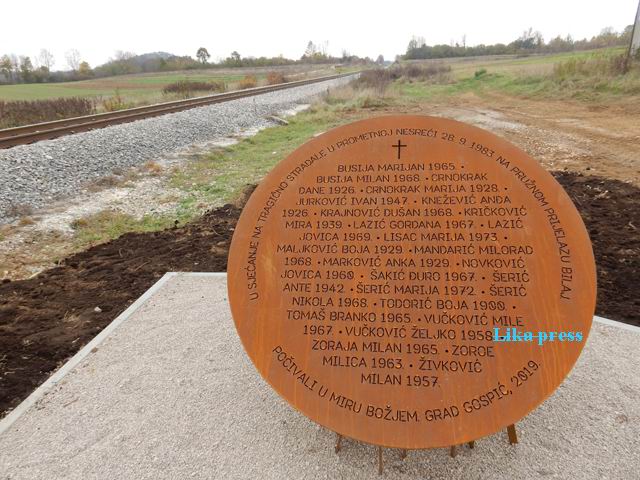 U SJEĆANJE NA TRAGIČNO STRADALE U PROMETNOJ NESREĆI 28. 9. 1983. NA PRUŽNOM PRIJELAZU BILAJ
BUSIJA MARIJAN 1965. •
BUSIJA MILAN 1968. • CRNOKRAK
DANE 1926. • CRNOKRAK MARIJA 1928. •
JURKOVIĆ IVAN 1947. • KNEŽEVIĆ ANĐA
1926. • KRAJNOVIĆ DUŠAN 1968. • KRIČKOVIĆ
MIRA 1939. • LAZIĆ GORDANA 1967. • LAZIĆ
JOVICA 1969. • LISAC MARIJA 1973. •
MALJKOVIĆ BOJA 1929. • MANDARIĆ MILORAD
1968. • MARKOVIĆ ANKA 1929. • NOVKOVIĆ
JOVICA 1960. • ŠAKIĆ ĐURO 1967. • ŠERIĆ
ANTE 1942. • ŠERIĆ MARIJA 1972. • ŠERIĆ
NIKOLA 1968. • TODORIĆ BOJA 1900. •
TOMAŠ BRANKO 1965. • VUČKOVIĆ MILE
1967. • VUČKOVIĆ ŽELJKO 1958.
ZORAJA MILAN 1965. • ZOROE
MILICA 1963. • ŽIVKOVIĆ
MILAN 1957.
POČIVALI U MIRU BOŽJEM. GRAD GOSPIĆ, 2019.
Lika press